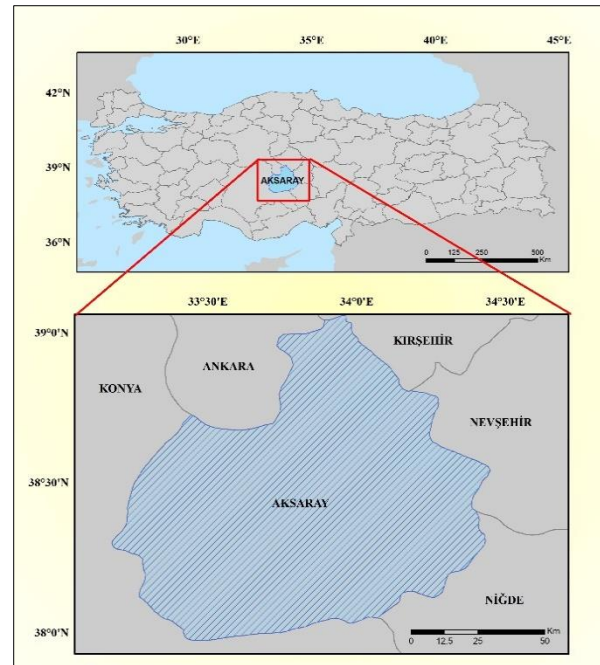 30°E 35°E 40°E 45°E
42°N
39°N
36°N
AKSARAY
0 125 250 500
Km
33°30'E 34°0'E 34°30'E
39°0'N
38°30'N
38°0'N
KIRŞEHİR
ANKARA
KONYA
NEVŞEHİR
AKSARAY
NİĞDE
Km
0 12.5 25 50